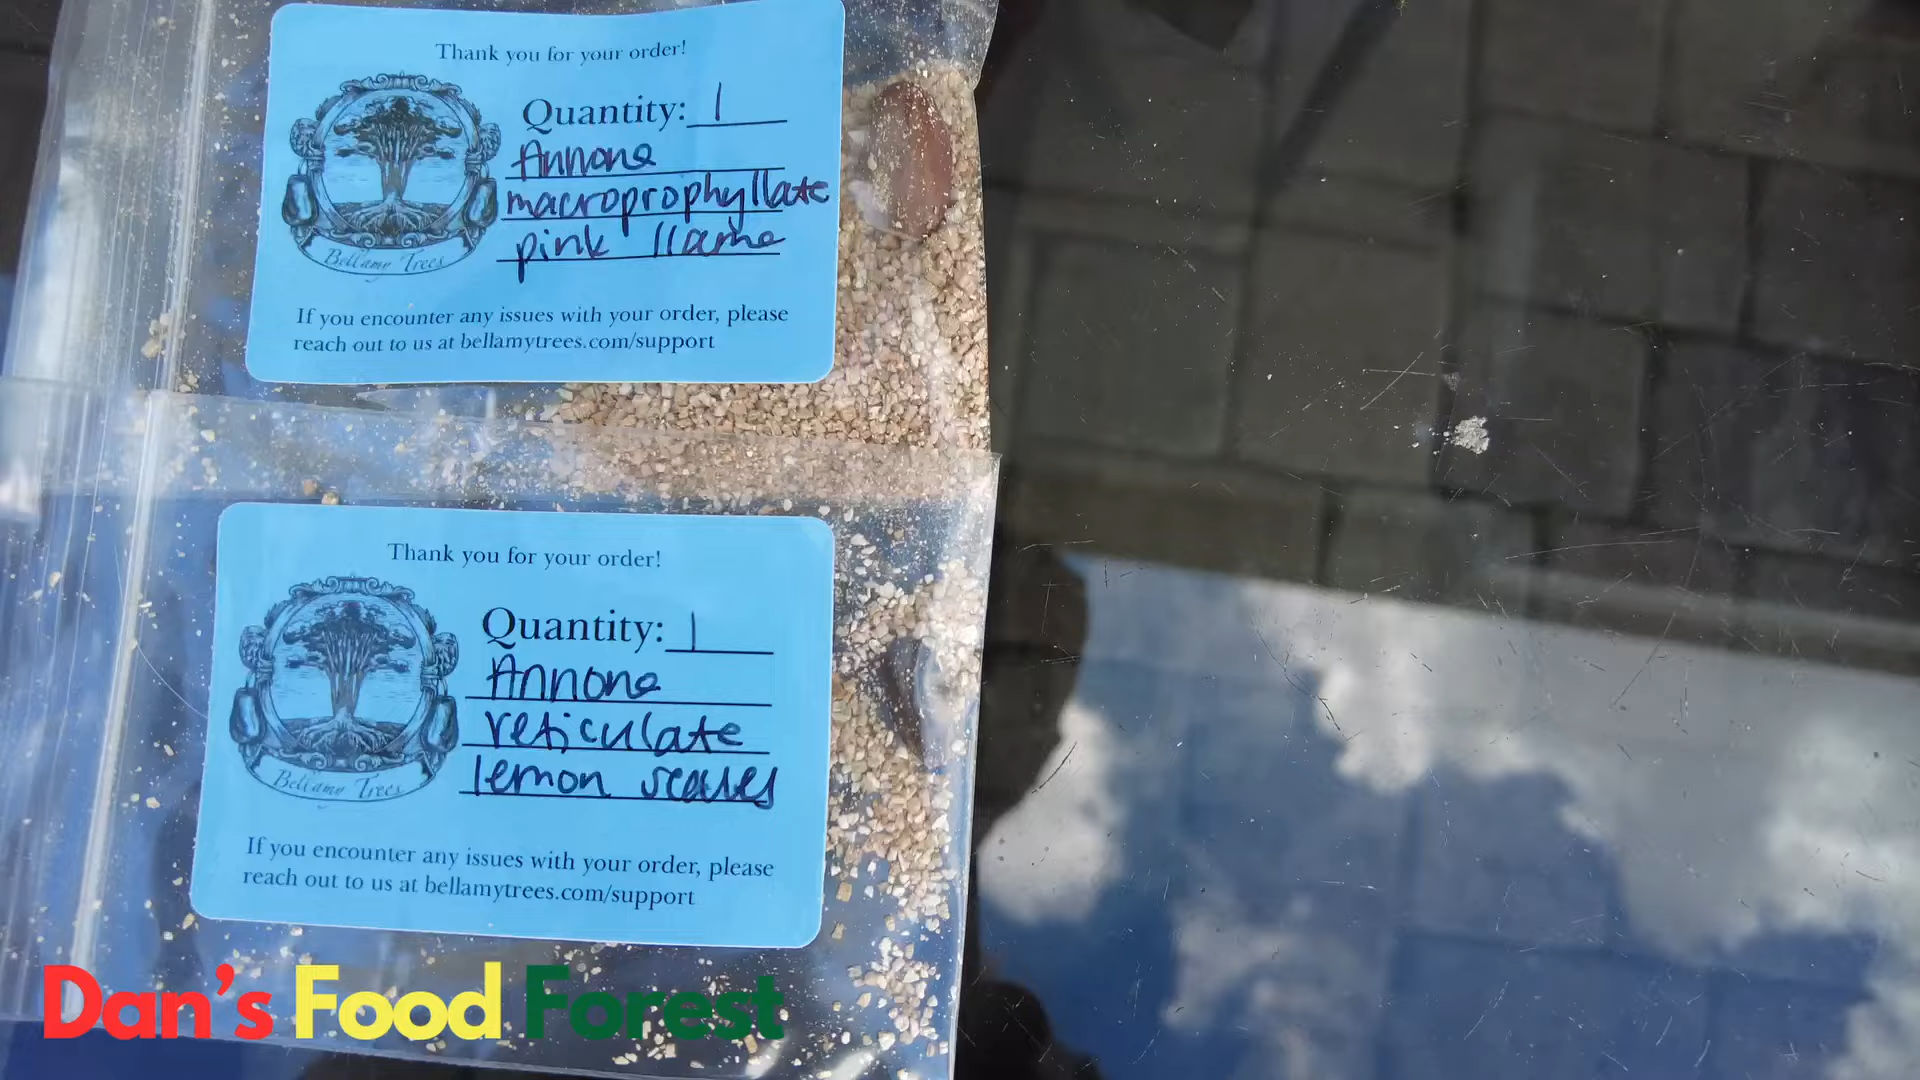 Thank you for your order!
Quantity: 1
Annona
macroprophyllata
pink llama
Bellamy Trees
If you encounter any issues with your order, please
reach out to us at bellamytrees.com/support
Thank you for your order!
Quantity: 1
Annona
reticulata
lemon
Bellamy Trees
If you encounter any issues with your order, please
reach out to us at bellamytrees.com/support
Dan's Food Forest